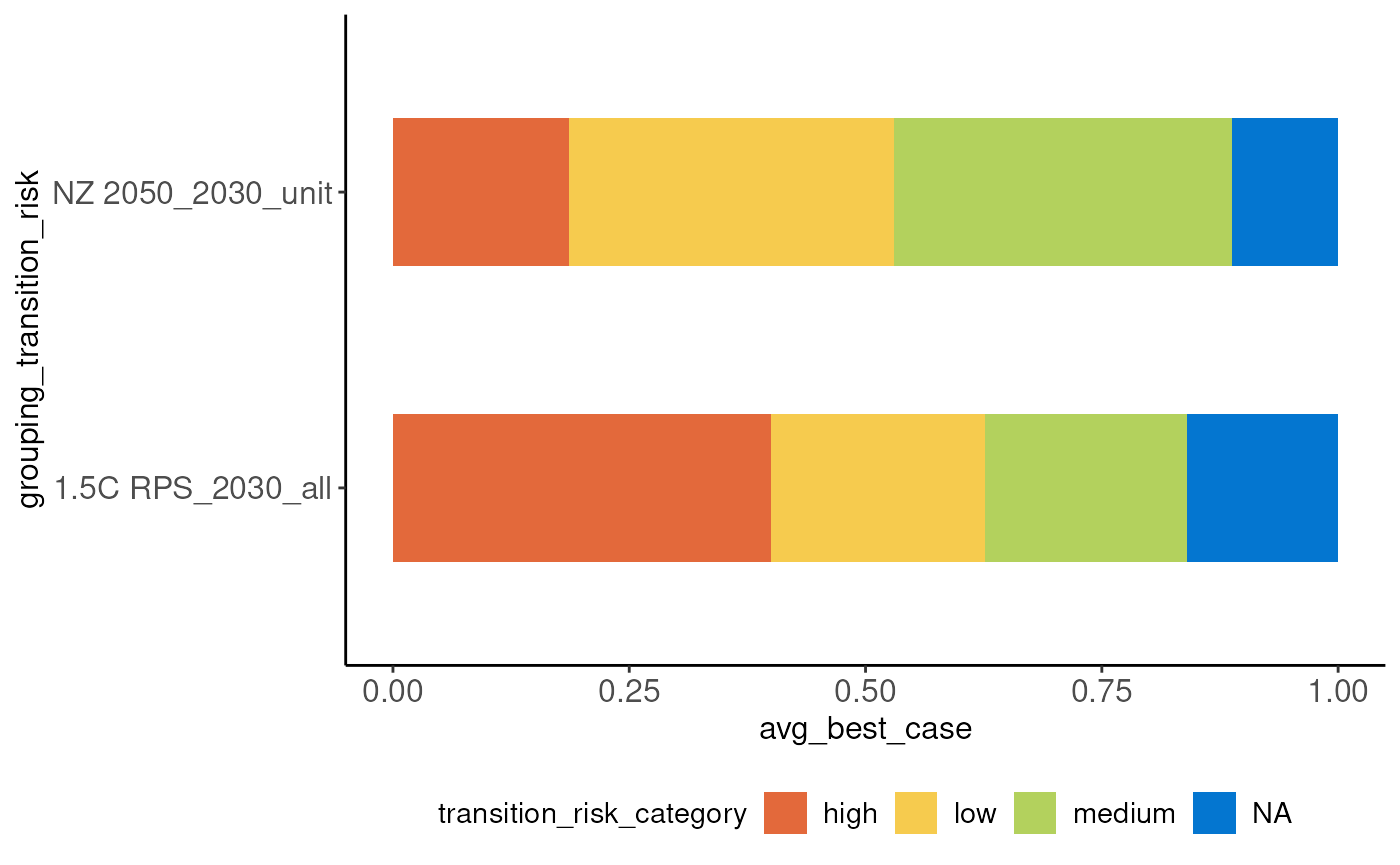 grouping_transition_risk
NZ 2050_2030_unit
1.5C RPS_2030_all
0.00 0.25 0.50 0.75 1.00
avg_best_case
transition_risk_category high low medium NA